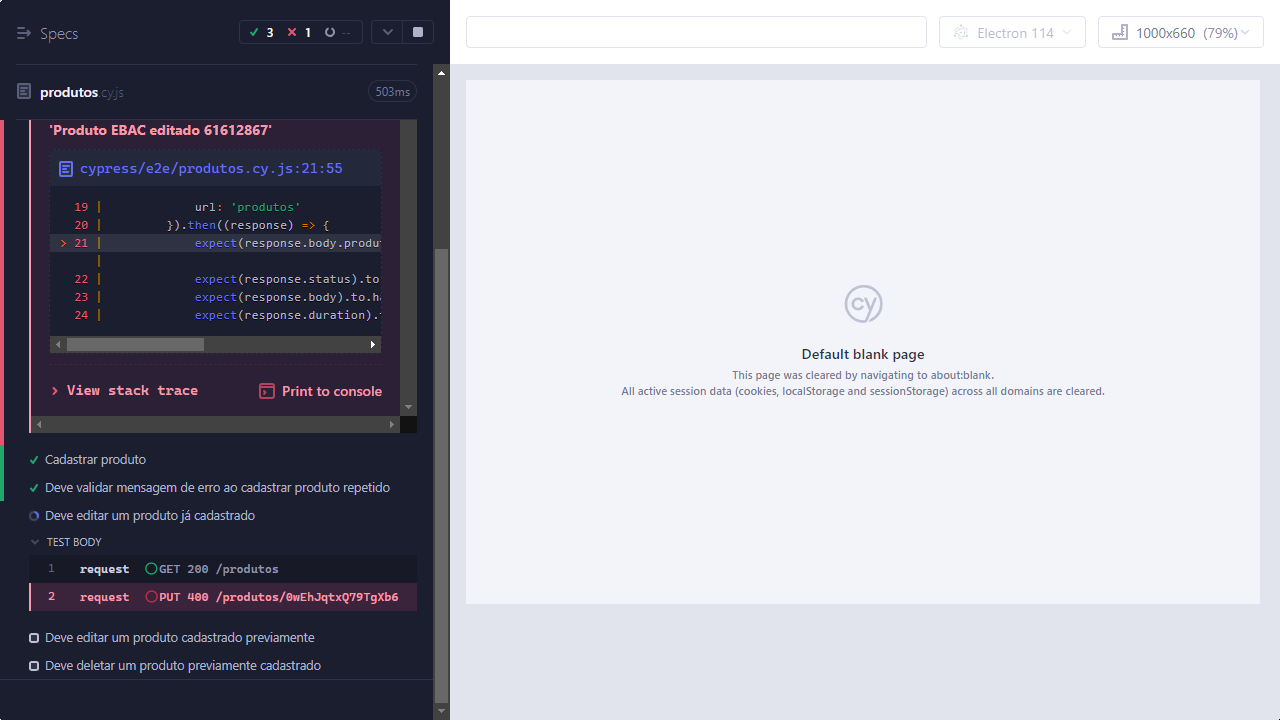 Specs
3 1 --
Electron 114
1000x660 (79%)
produtos.cy.js
503ms
'Produto EBAC editado 61612867'
cypress/e2e/produtos.cy.js:21:55
19 | url: 'produtos'
20 | }).then((response) => {
> 21 | expect(response.body.produ
|
22 | expect(response.status).to
23 | expect(response.body).to.ha
24 | expect(response.duration).
> View stack trace
Print to console
Cadastrar produto
Deve validar mensagem de erro ao cadastrar produto repetido
Deve editar um produto já cadastrado
TEST BODY
1 request GET 200 /produtos
2 request PUT 400 /produtos/0wEhJqtxQ79TgXb6
Deve editar um produto cadastrado previamente
Deve deletar um produto previamente cadastrado
cy
Default blank page
This page was cleared by navigating to about:blank.
All active session data (cookies, localStorage and sessionStorage) across all domains are cleared.